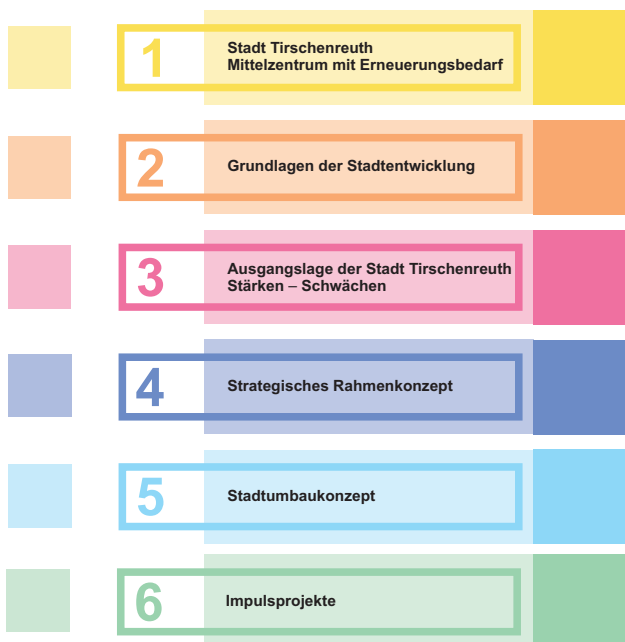 1
Stadt Tirschenreuth
Mittelzentrum mit Erneuerungsbedarf
2
Grundlagen der Stadtentwicklung
3
Ausgangslage der Stadt Tirschenreuth
Stärken – Schwächen
4
Strategisches Rahmenkonzept
5
Stadtumbaukonzept
6
Impulsprojekte